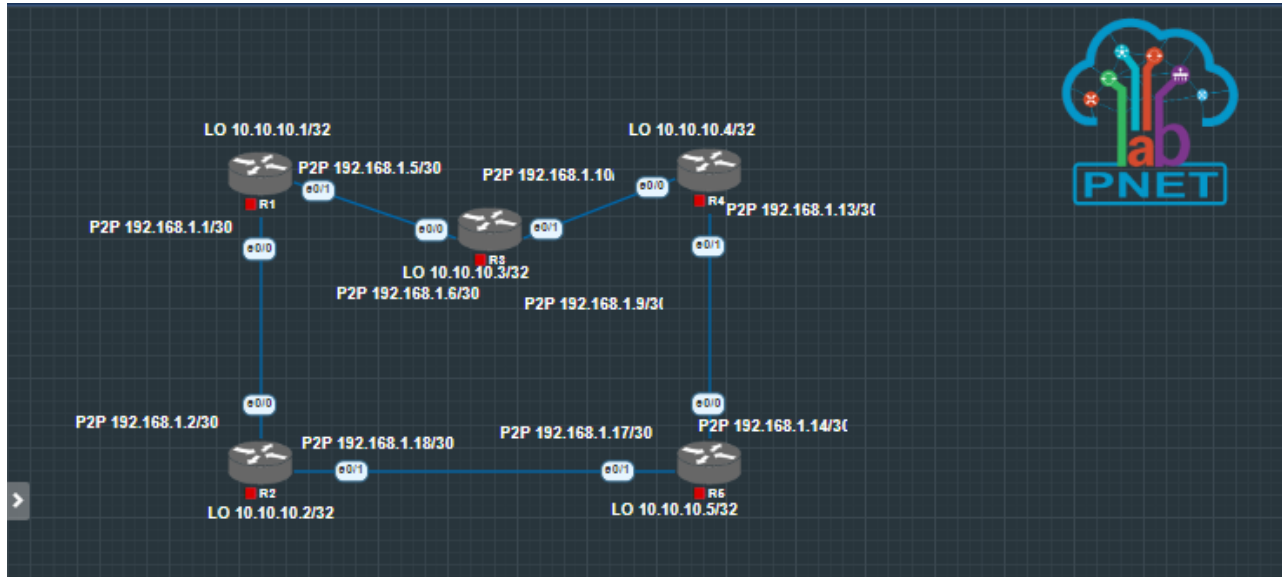 LO 10.10.10.1/32
LO 10.10.10.4/32
P2P 192.168.1.5/30
P2P 192.168.1.10/
e0/1
e0/0
R1
R4
P2P 192.168.1.13/30
P2P 192.168.1.1/30
e0/0
e0/0
e0/1
e0/1
R3
LO 10.10.10.3/32
P2P 192.168.1.6/30
P2P 192.168.1.9/30
e0/0
e0/0
P2P 192.168.1.2/30
P2P 192.168.1.18/30
P2P 192.168.1.17/30
P2P 192.168.1.14/30
e0/1
e0/1
R2
R5
LO 10.10.10.2/32
LO 10.10.10.5/32
lab
PNET